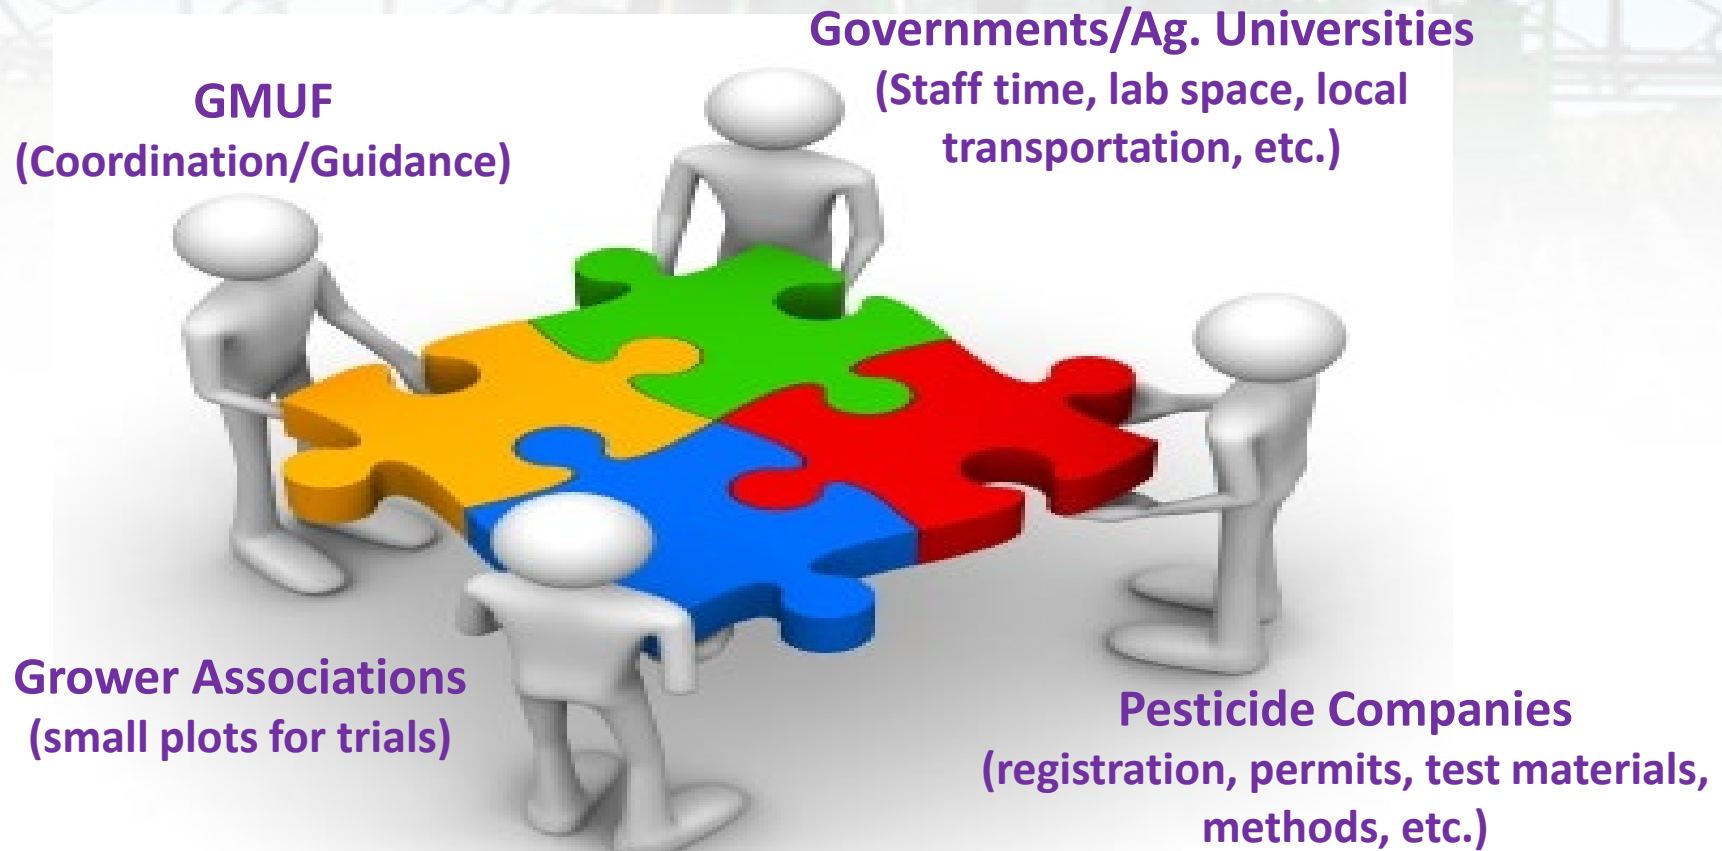 GMUF
(Coordination/Guidance)
Governments/Ag. Universities
(Staff time, lab space, local
transportation, etc.)
Grower Associations
(small plots for trials)
Pesticide Companies
(registration, permits, test materials,
methods, etc.)